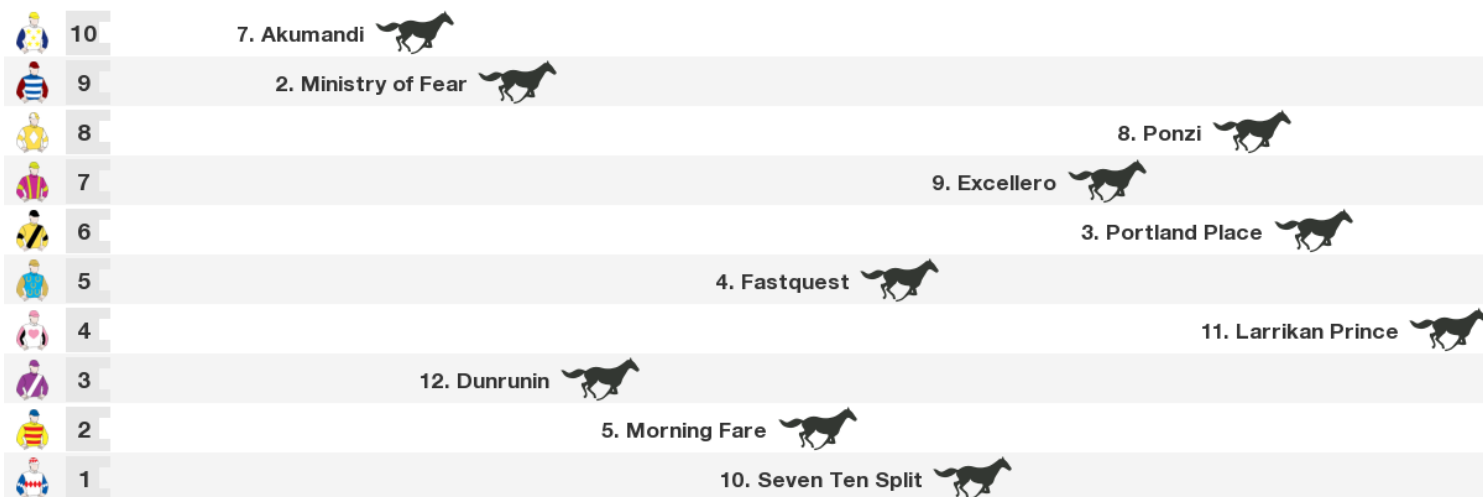 10 7. Akumandi
9 2. Ministry of Fear
8 8. Ponzi
7 9. Excellero
6 3. Portland Place
5 4. Fastquest
4 11. Larrikan Prince
3 12. Dunrunin
2 5. Morning Fare
1 10. Seven Ten Split